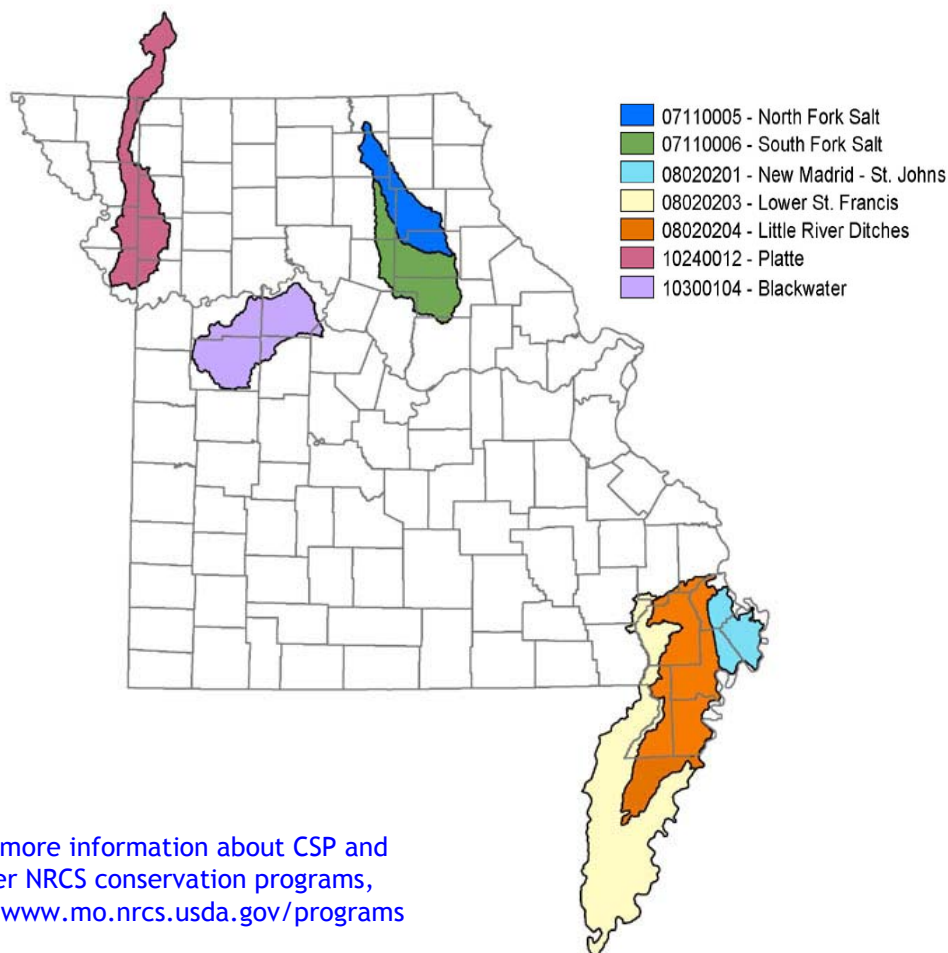 07110005 - North Fork Salt
07110006 - South Fork Salt
08020201 - New Madrid - St. Johns
08020203 - Lower St. Francis
08020204 - Little River Ditches
10240012 - Platte
10300104 - Blackwater
more information about CSP and
er NRCS conservation programs,
www.mo.nrcs.usda.gov/programs